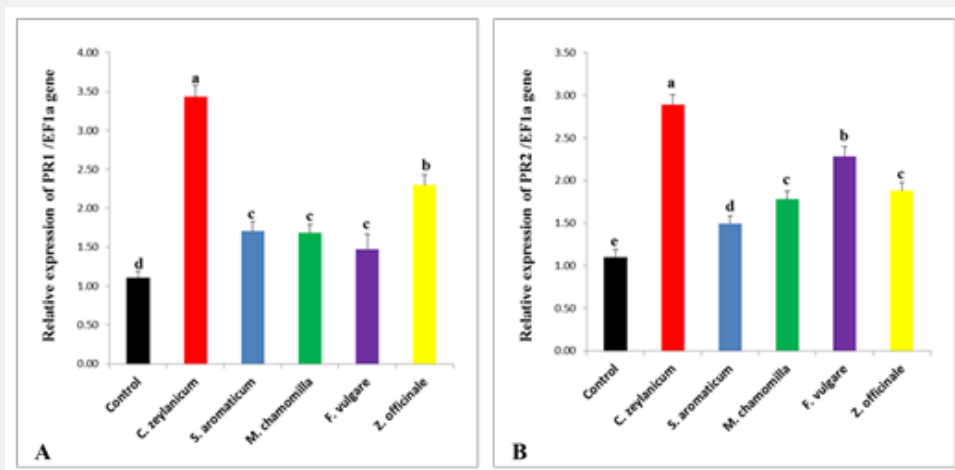 Relative expression of PR1 /EF1a gene
4.00
3.50
3.00
2.50
2.00
1.50
1.00
0.50
0.00
d
a
c
c
c
b
Control
C. zeylanicum
S. aromaticum
M. chamomilla
F. vulgare
Z. officinale
A
Relative expression of PR2 /EF1a gene
3.50
3.00
2.50
2.00
1.50
1.00
0.50
0.00
e
a
d
c
b
c
Control
C. zeylanicum
S. aromaticum
M. chamomilla
F. vulgare
Z. officinale
B